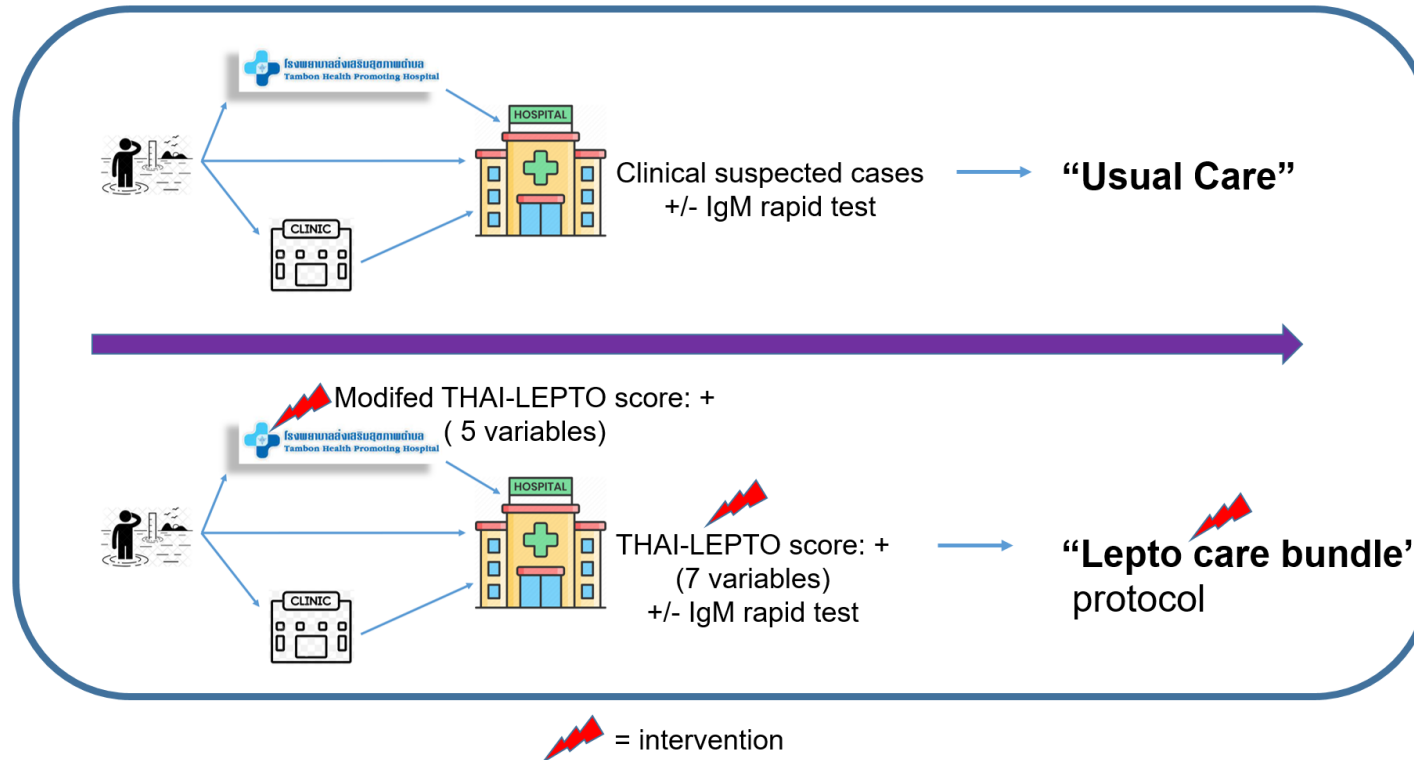 โรงพยาบาลส่งเสริมสุขภาพตำบล
Tambon Health Promoting Hospital
HOSPITAL
Clinical suspected cases
+/- IgM rapid test
“Usual Care”
CLINIC
Modifed THAI-LEPTO score: +
( 5 variables)
โรงพยาบาลส่งเสริมสุขภาพตำบล
Tambon Health Promoting Hospital
HOSPITAL
THAI-LEPTO score: +
(7 variables)
+/- IgM rapid test
“Lepto care bundle”
protocol
CLINIC
= intervention